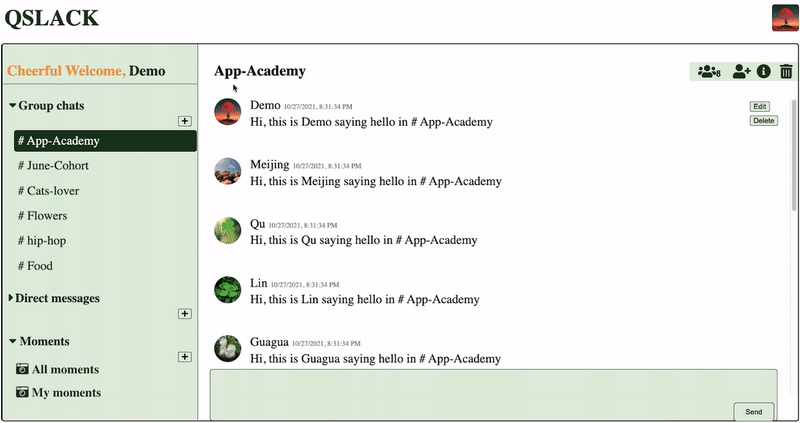 QSLACK
Cheerful Welcome, Demo
Group chats
+
# App-Academy
# June-Cohort
# Cats-lover
# Flowers
# hip-hop
# Food
Direct messages
+
Moments
+
All moments
My moments
App-Academy
8
Demo 10/27/2021, 8:31:34 PM
Hi, this is Demo saying hello in # App-Academy
Edit
Delete
Meijing 10/27/2021, 8:31:34 PM
Hi, this is Meijing saying hello in # App-Academy
Qu 10/27/2021, 8:31:34 PM
Hi, this is Qu saying hello in # App-Academy
Lin 10/27/2021, 8:31:34 PM
Hi, this is Lin saying hello in # App-Academy
Guagua 10/27/2021, 8:31:34 PM
Hi, this is Guagua saying hello in # App-Academy
Send